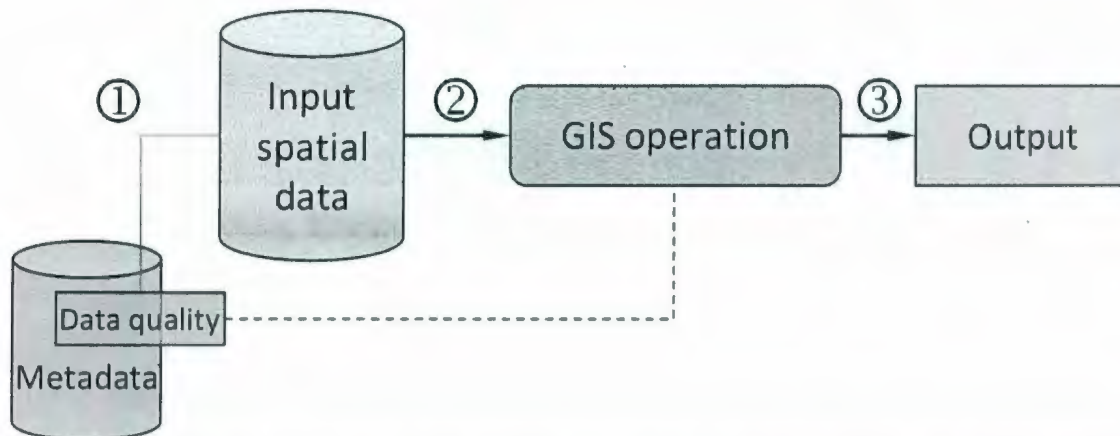 ①
Input
spatial
data
②
GIS operation
③
Output
Data quality
Metadata